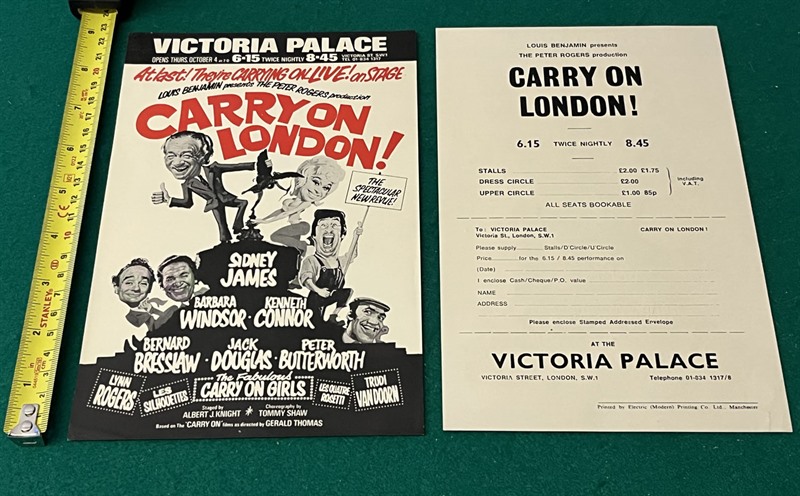 VICTORIA PALACE
OPENS THURS. OCTOBER 4 at 7·0 6·15 TWICE NIGHTLY 8·45 VICTORIA ST. S.W.1 TEL 01-834 1317
At last! They're CARRYING ON LIVE! on STAGE
LOUIS BENJAMIN presents THE PETER ROGERS production
CARRY ON
LONDON!
THE
SPECTACULAR
NEW REVUE!
SIDNEY
JAMES
BARBARA
WINDSOR · KENNETH
CONNOR
BERNARD
BRESSLAW · JACK
DOUGLAS · PETER
BUTTERWORTH
LYNN
ROGERS
LES
SILHOUETTES
The Fabulous
CARRY ON GIRLS
LES QUATRE
ROSETTI
TRUDI
VAN DOORN
Staged by
ALBERT J. KNIGHT
Choreography by
TOMMY SHAW
Based on The "CARRY ON" films as directed by GERALD THOMAS
LOUIS BENJAMIN presents
THE PETER ROGERS production
CARRY ON
LONDON!
6.15 TWICE NIGHTLY 8.45
STALLS £2.00 £1.75
DRESS CIRCLE £2.00
UPPER CIRCLE £1.00 85p
Including
V.A.T.
ALL SEATS BOOKABLE
To: VICTORIA PALACE CARRY ON LONDON!
Victoria St., London, S.W.1
Please supply Stalls/D'Circle/U'Circle
Price for the 6.15 / 8.45 performance on
(Date)
I enclose Cash/Cheque/P.O. value
NAME
ADDRESS
Please enclose Stamped Addressed Envelope
AT THE
VICTORIA PALACE
VICTORIA STREET, LONDON, S.W.1 Telephone 01-834 1317/8
Printed by Electric (Modern) Printing Co. Ltd., Manchester
STANLEY